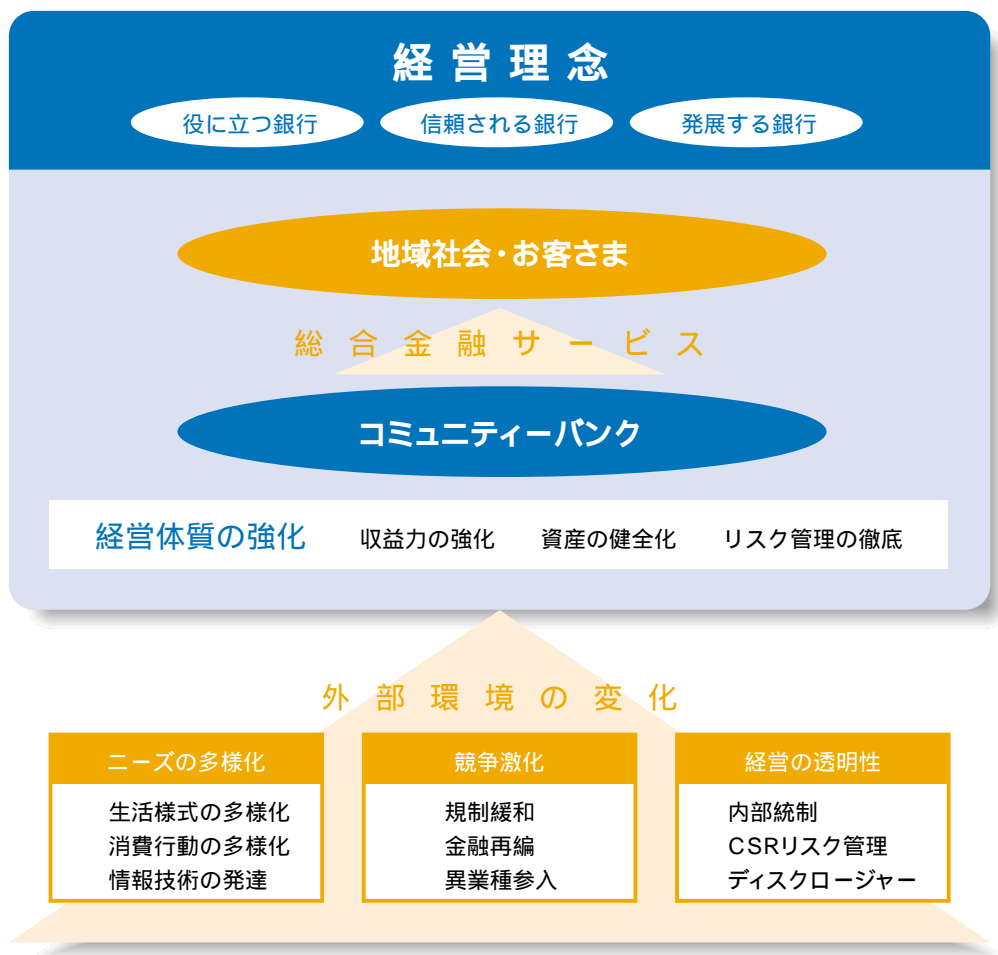 経営理念
役に立つ銀行
信頼される銀行
発展する銀行
地域社会・お客さま
総合金融サービス
コミュニティーバンク
経営体質の強化 収益力の強化 資産の健全化 リスク管理の徹底
外部環境の変化
ニーズの多様化
生活様式の多様化
消費行動の多様化
情報技術の発達
競争激化
規制緩和
金融再編
異業種参入
経営の透明性
内部統制
CSRリスク管理
ディスクロージャー